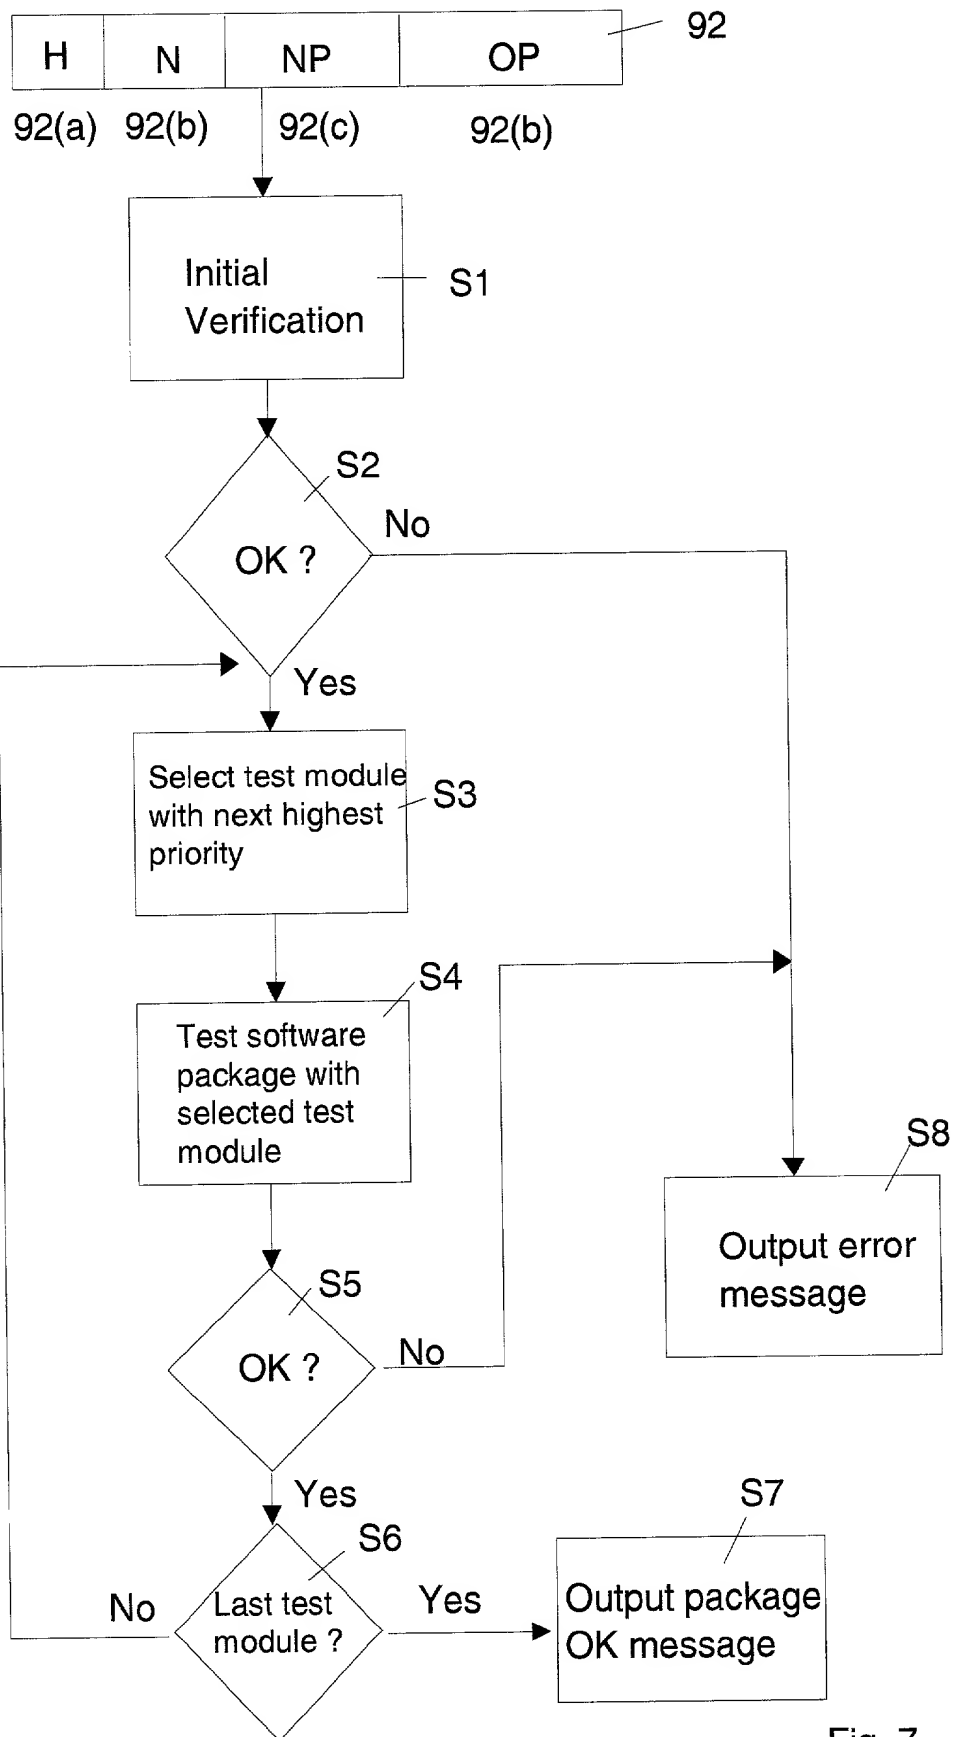 92
H N NP OP
92(a) 92(b) 92(c) 92(b)
Initial
Verification
S1
S2
OK ?
No
Yes
Select test module
with next highest
priority
S3
S4
Test software
package with
selected test
module
S5
OK ?
No
Yes
S8
Output error
message
S6
Last test
module ?
No
Yes
S7
Output package
OK message
Fig. 7